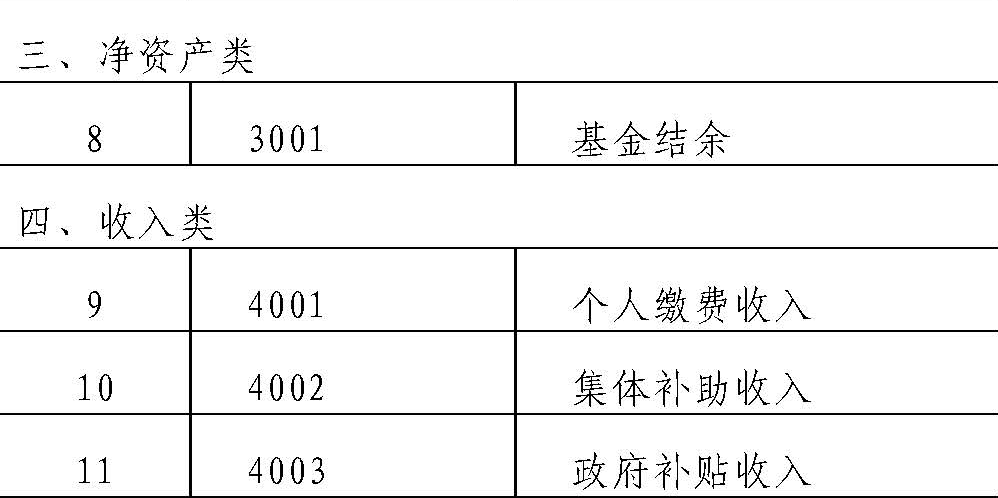 三、净资产类
8 3001 基金结余
四、收入类
9 4001 个人缴费收入
10 4002 集体补助收入
11 4003 政府补贴收入